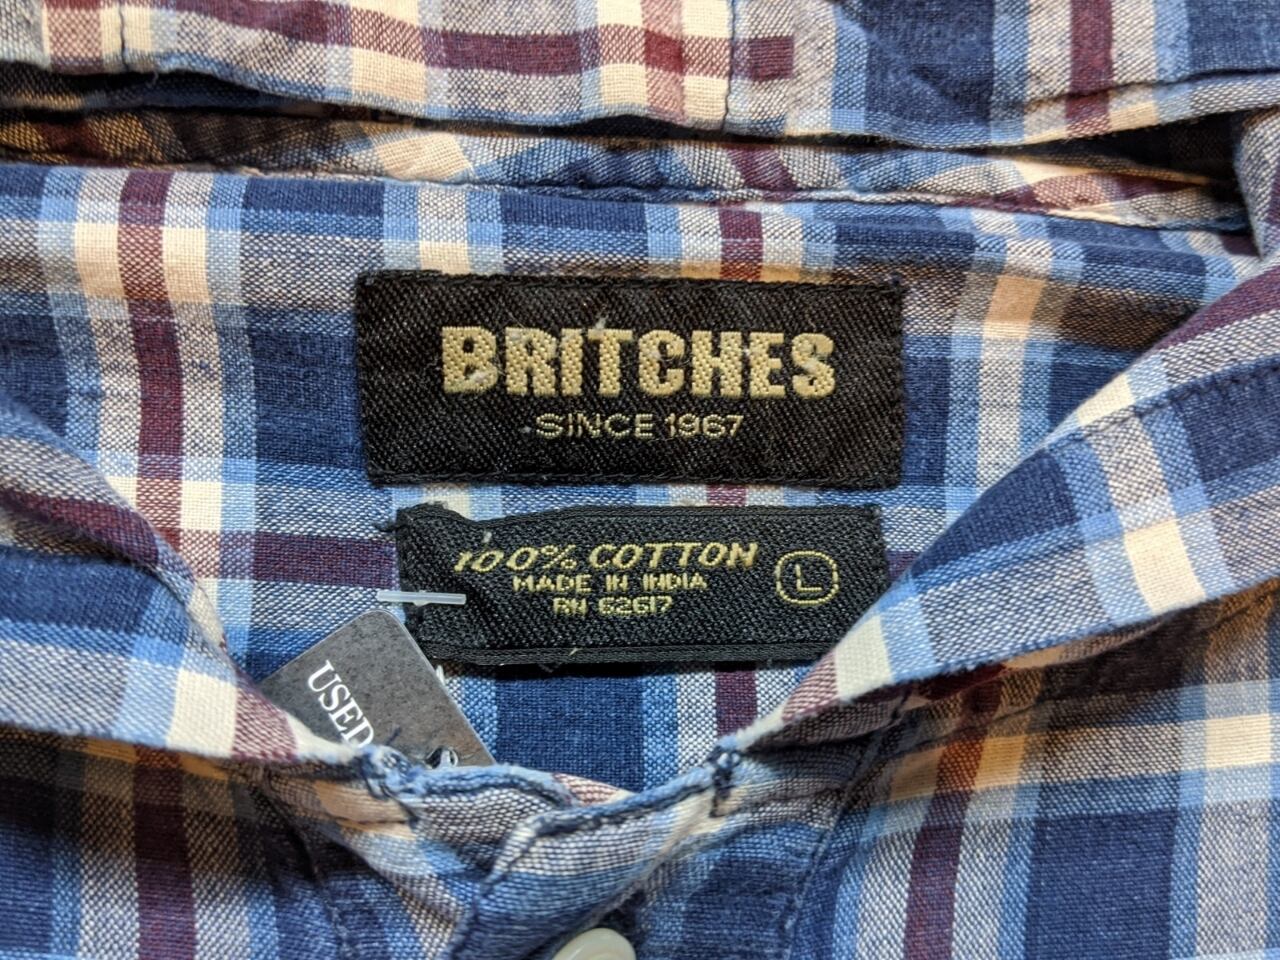 BRITCHES
SINCE 1967
100% COTTON
MADE IN INDIA
RN 62617
L
USED